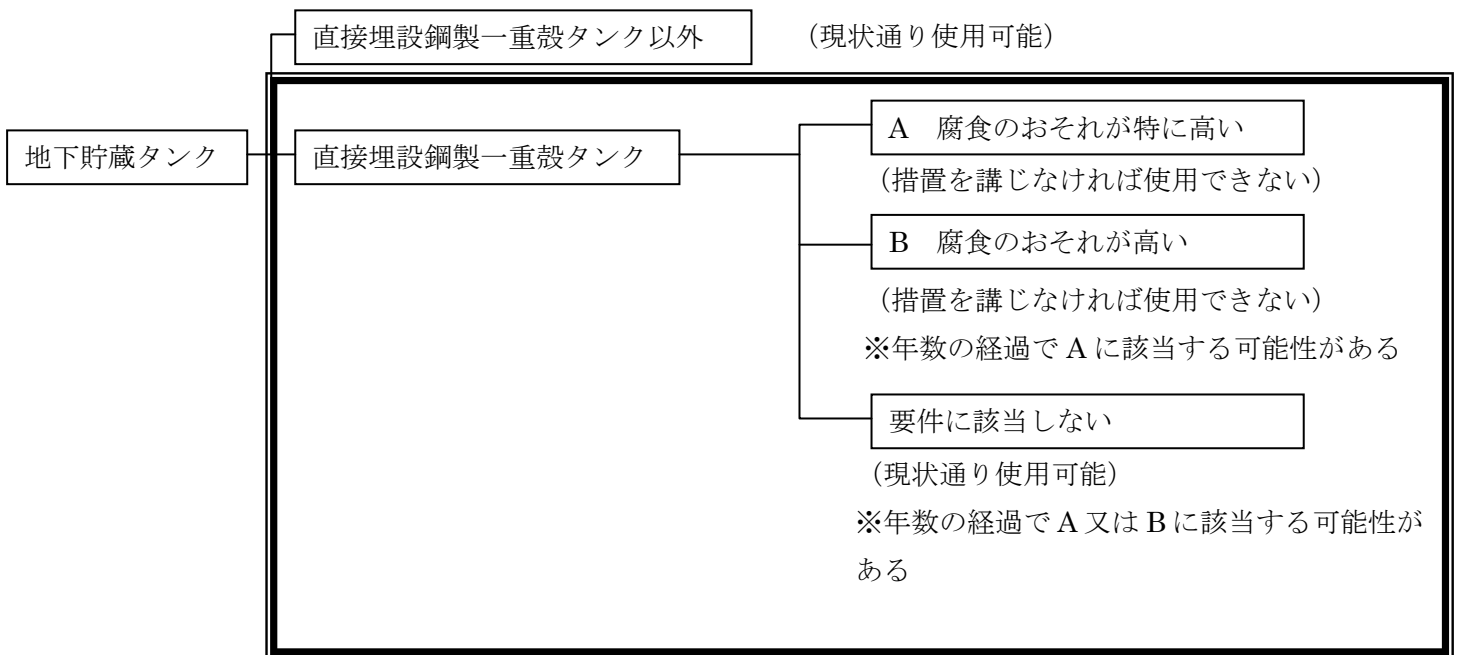 直接埋設鋼製一重殻タンク以外 (現状通り使用可能)
地下貯蔵タンク
直接埋設鋼製一重殻タンク
A 腐食のおそれが特に高い
(措置を講じなければ使用できない)
B 腐食のおそれが高い
(措置を講じなければ使用できない)
※年数の経過で A に該当する可能性がある
要件に該当しない
(現状通り使用可能)
※年数の経過で A 又は B に該当する可能性が
ある